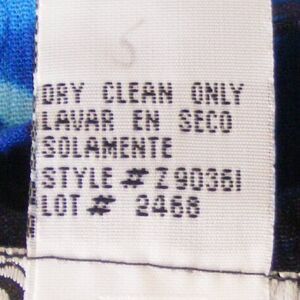 S
DRY CLEAN ONLY
LAVAR EN SECO
SOLAMENTE
STYLE # Z90361
LOT # 2468